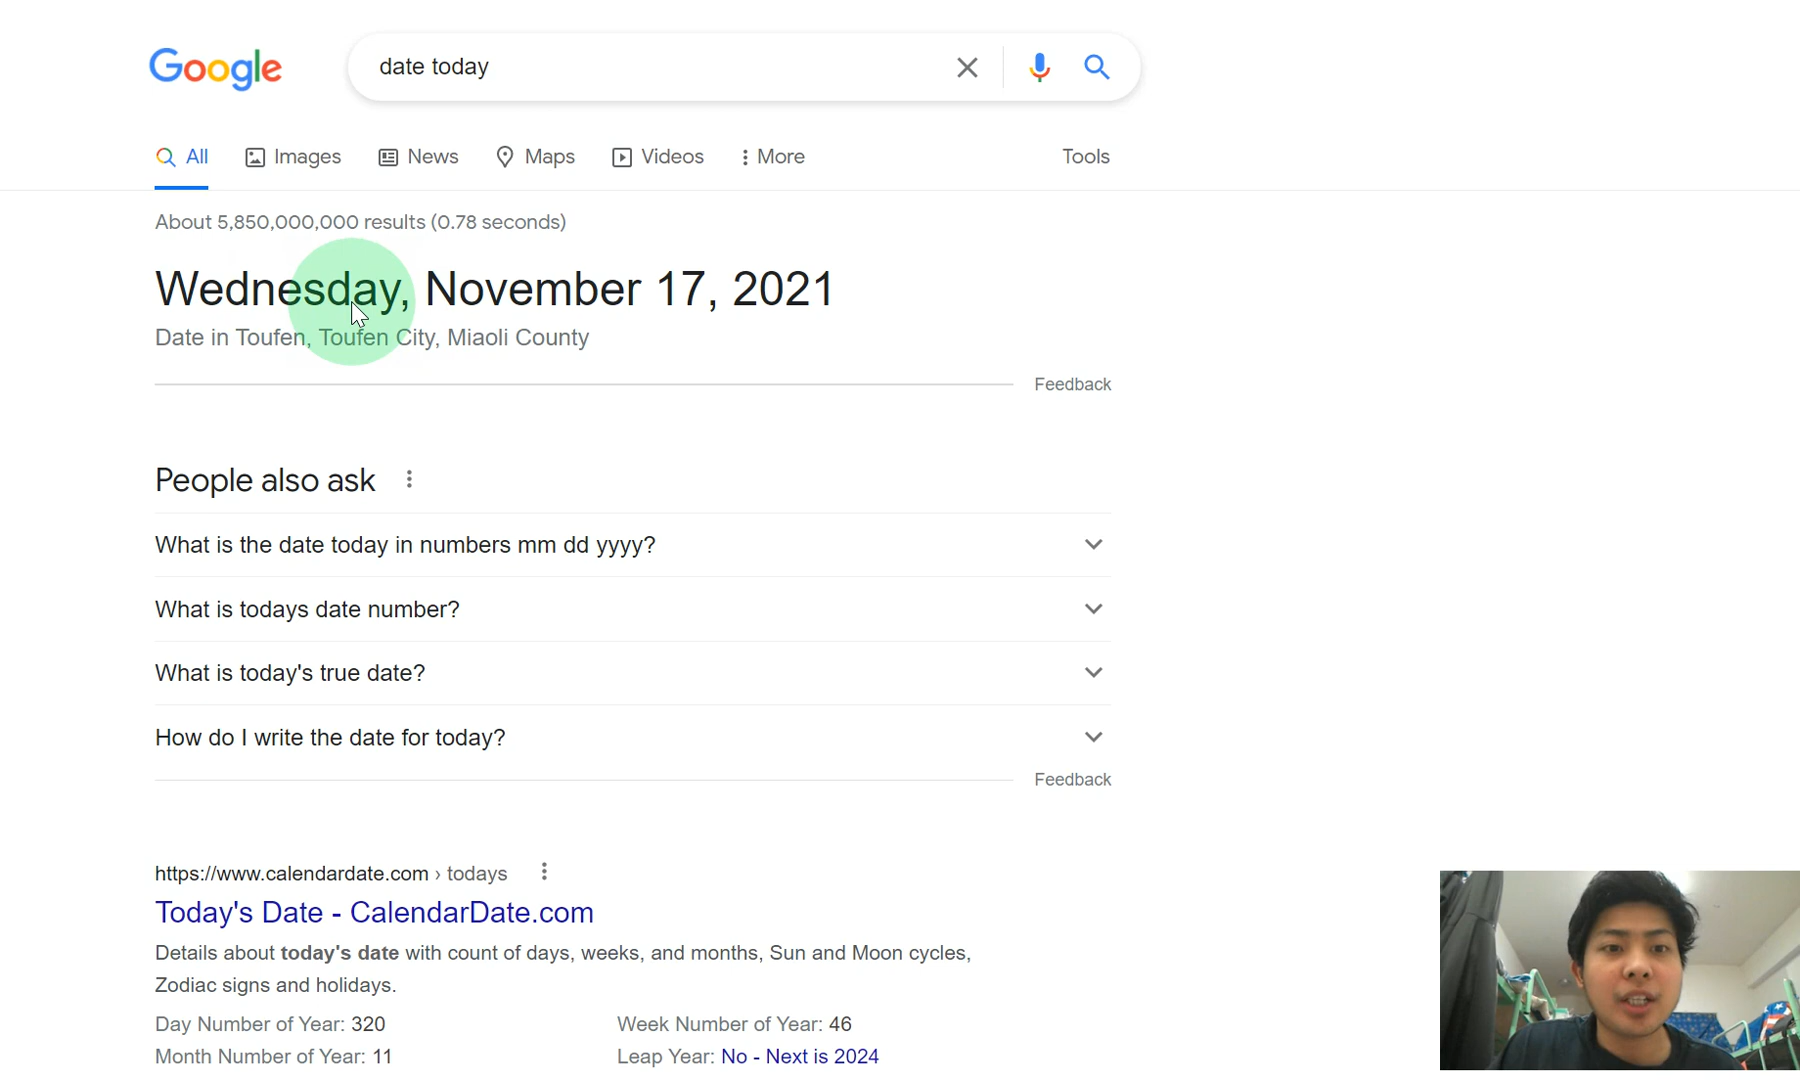 Google
date today
All Images News Maps Videos More Tools
About 5,850,000,000 results (0.78 seconds)
Wednesday, November 17, 2021
Date in Toufen, Toufen City, Miaoli County
Feedback
People also ask
What is the date today in numbers mm dd yyyy?
What is todays date number?
What is today's true date?
How do I write the date for today?
Feedback
https://www.calendardate.com › todays
Today's Date - CalendarDate.com
Details about today's date with count of days, weeks, and months, Sun and Moon cycles,
Zodiac signs and holidays.
Day Number of Year: 320 Week Number of Year: 46
Month Number of Year: 11 Leap Year: No - Next is 2024